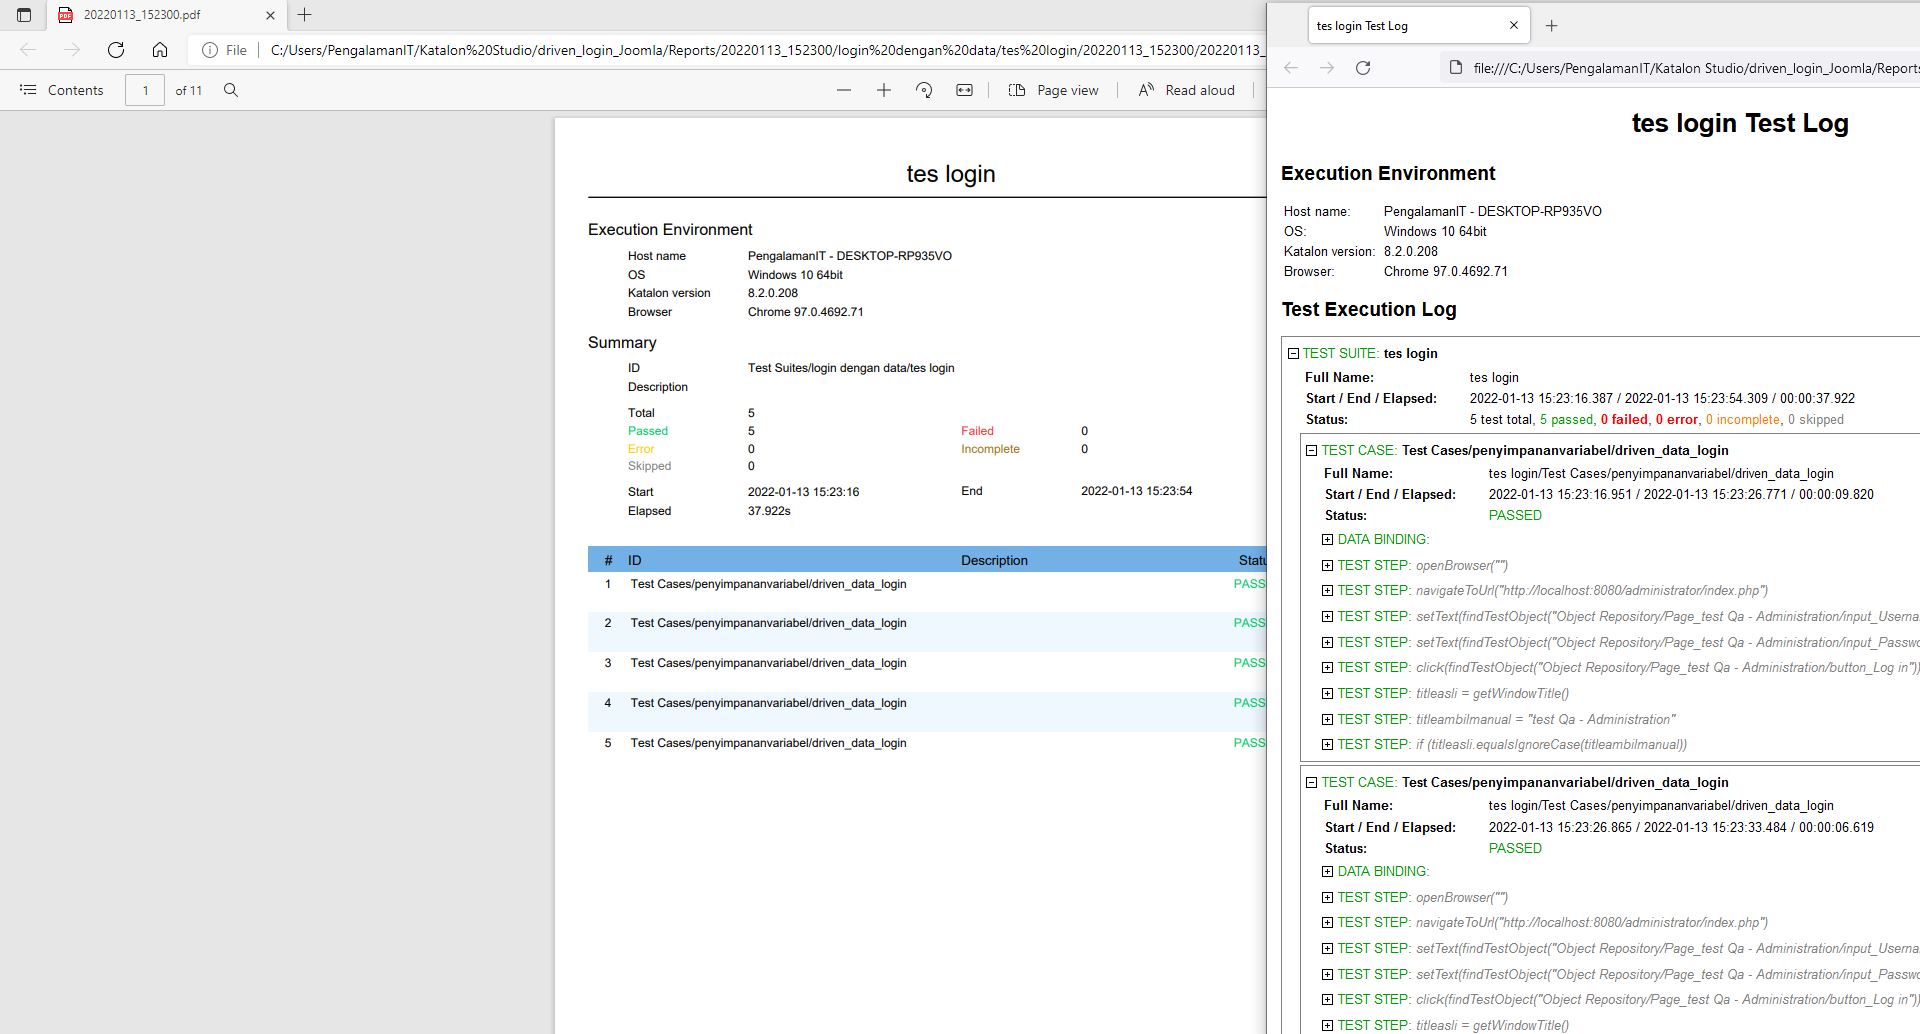 20220113_152300.pdf
File
C:/Users/PengalamanIT/Katalon%20Studio/driven_login_Joomla/Reports/20220113_152300/login%20dengan%20data/tes%20login/20220113_152300/20220113_
Contents
1
of 11
Page view
Read aloud
tes login
Execution Environment
Host name PengalamanIT - DESKTOP-RP935VO
OS Windows 10 64bit
Katalon version 8.2.0.208
Browser Chrome 97.0.4692.71
Summary
ID Test Suites/login dengan data/tes login
Description
Total 5
Passed 5 Failed 0
Error 0 Incomplete 0
Skipped 0
Start 2022-01-13 15:23:16 End 2022-01-13 15:23:54
Elapsed 37.922s
# ID Description Statu
1 Test Cases/penyimpananvariabel/driven_data_login PASS
2 Test Cases/penyimpananvariabel/driven_data_login PASS
3 Test Cases/penyimpananvariabel/driven_data_login PASS
4 Test Cases/penyimpananvariabel/driven_data_login PASS
5 Test Cases/penyimpananvariabel/driven_data_login PASS
tes login Test Log
file:///C:/Users/PengalamanIT/Katalon Studio/driven_login_Joomla/Reports
tes login Test Log
Execution Environment
Host name: PengalamanIT - DESKTOP-RP935VO
OS: Windows 10 64bit
Katalon version: 8.2.0.208
Browser: Chrome 97.0.4692.71
Test Execution Log
TEST SUITE: tes login
Full Name: tes login
Start / End / Elapsed: 2022-01-13 15:23:16.387 / 2022-01-13 15:23:54.309 / 00:00:37.922
Status: 5 test total, 5 passed, 0 failed, 0 error, 0 incomplete, 0 skipped
TEST CASE: Test Cases/penyimpananvariabel/driven_data_login
Full Name: tes login/Test Cases/penyimpananvariabel/driven_data_login
Start / End / Elapsed: 2022-01-13 15:23:16.951 / 2022-01-13 15:23:26.771 / 00:00:09.820
Status: PASSED
DATA BINDING:
TEST STEP: openBrowser("")
TEST STEP: navigateToUrl("http://localhost:8080/administrator/index.php")
TEST STEP: setText(findTestObject("Object Repository/Page_test Qa - Administration/input_Userna
TEST STEP: setText(findTestObject("Object Repository/Page_test Qa - Administration/input_Passwo
TEST STEP: click(findTestObject("Object Repository/Page_test Qa - Administration/button_Log in"))
TEST STEP: titleasli = getWindowTitle()
TEST STEP: titleambilmanual = "test Qa - Administration"
TEST STEP: if (titleasli.equalsIgnoreCase(titleambilmanual))
TEST CASE: Test Cases/penyimpananvariabel/driven_data_login
Full Name: tes login/Test Cases/penyimpananvariabel/driven_data_login
Start / End / Elapsed: 2022-01-13 15:23:26.865 / 2022-01-13 15:23:33.484 / 00:00:06.619
Status: PASSED
DATA BINDING:
TEST STEP: openBrowser("")
TEST STEP: navigateToUrl("http://localhost:8080/administrator/index.php")
TEST STEP: setText(findTestObject("Object Repository/Page_test Qa - Administration/input_Userna
TEST STEP: setText(findTestObject("Object Repository/Page_test Qa - Administration/input_Passwo
TEST STEP: click(findTestObject("Object Repository/Page_test Qa - Administration/button_Log in"))
TEST STEP: titleasli = getWindowTitle()